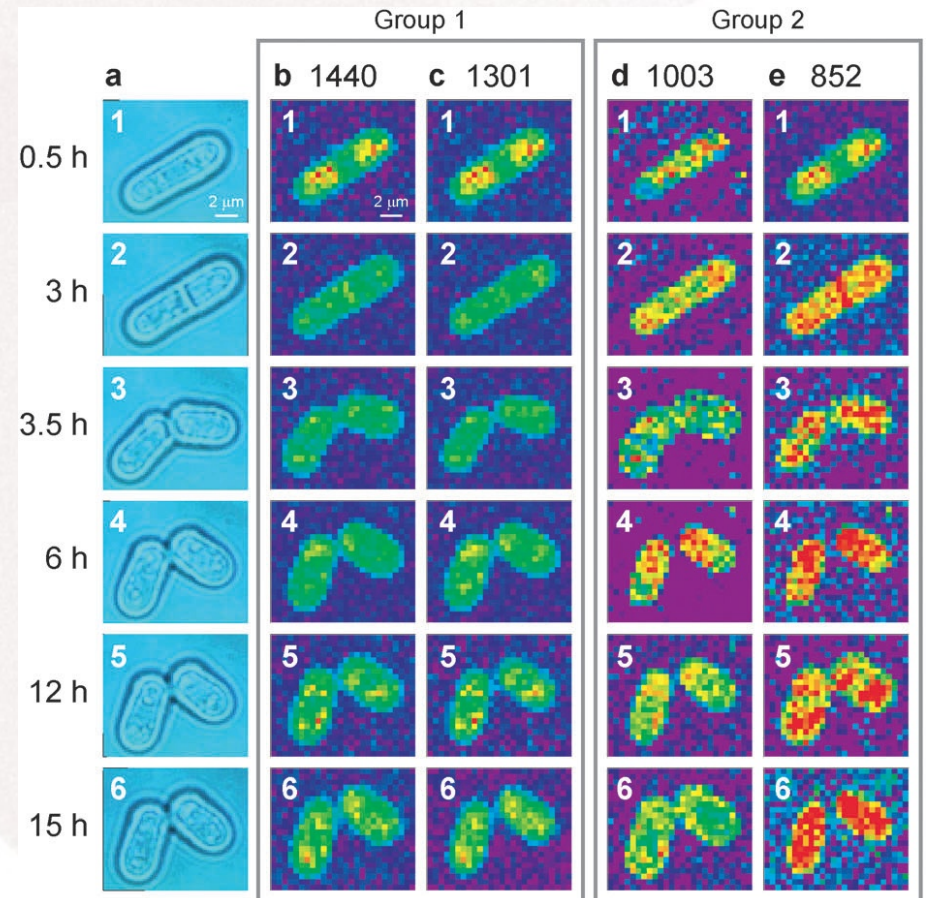 Group 1 Group 2
a b 1440 c 1301 d 1003 e 852
0.5 h 1 2 μm 1 2 μm 1 1 1
3 h 2 2 2 2 2
3.5 h 3 3 3 3 3
6 h 4 4 4 4 4
12 h 5 5 5 5 5
15 h 6 6 6 6 6